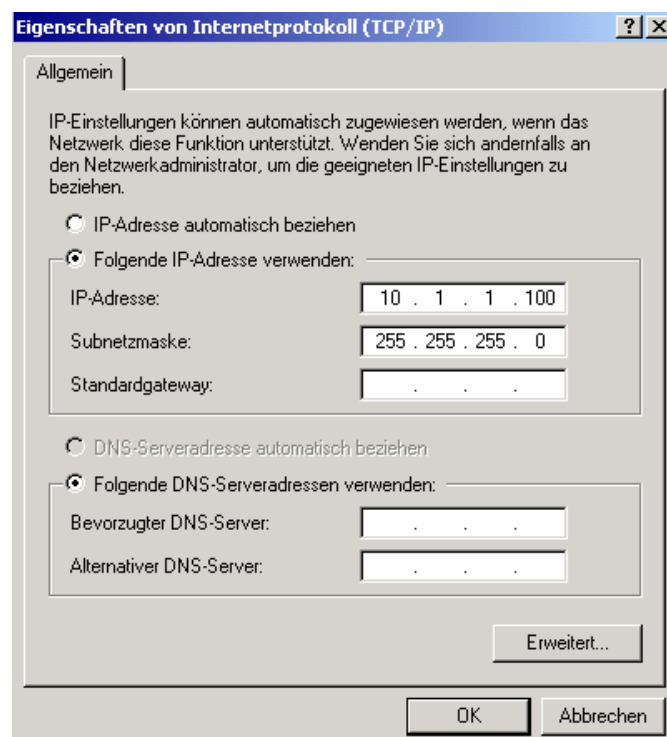 Eigenschaften von Internetprotokoll (TCP/IP)
Allgemein
IP-Einstellungen können automatisch zugewiesen werden, wenn das
Netzwerk diese Funktion unterstützt. Wenden Sie sich andernfalls an
den Netzwerkadministrator, um die geeigneten IP-Einstellungen zu
beziehen.
IP-Adresse automatisch beziehen
Folgende IP-Adresse verwenden:
IP-Adresse: 10 . 1 . 1 . 100
Subnetzmaske: 255 . 255 . 255 . 0
Standardgateway: . . .
DNS-Serveradresse automatisch beziehen
Folgende DNS-Serveradressen verwenden:
Bevorzugter DNS-Server: . . .
Alternativer DNS-Server: . . .
Erweitert...
OK Abbrechen